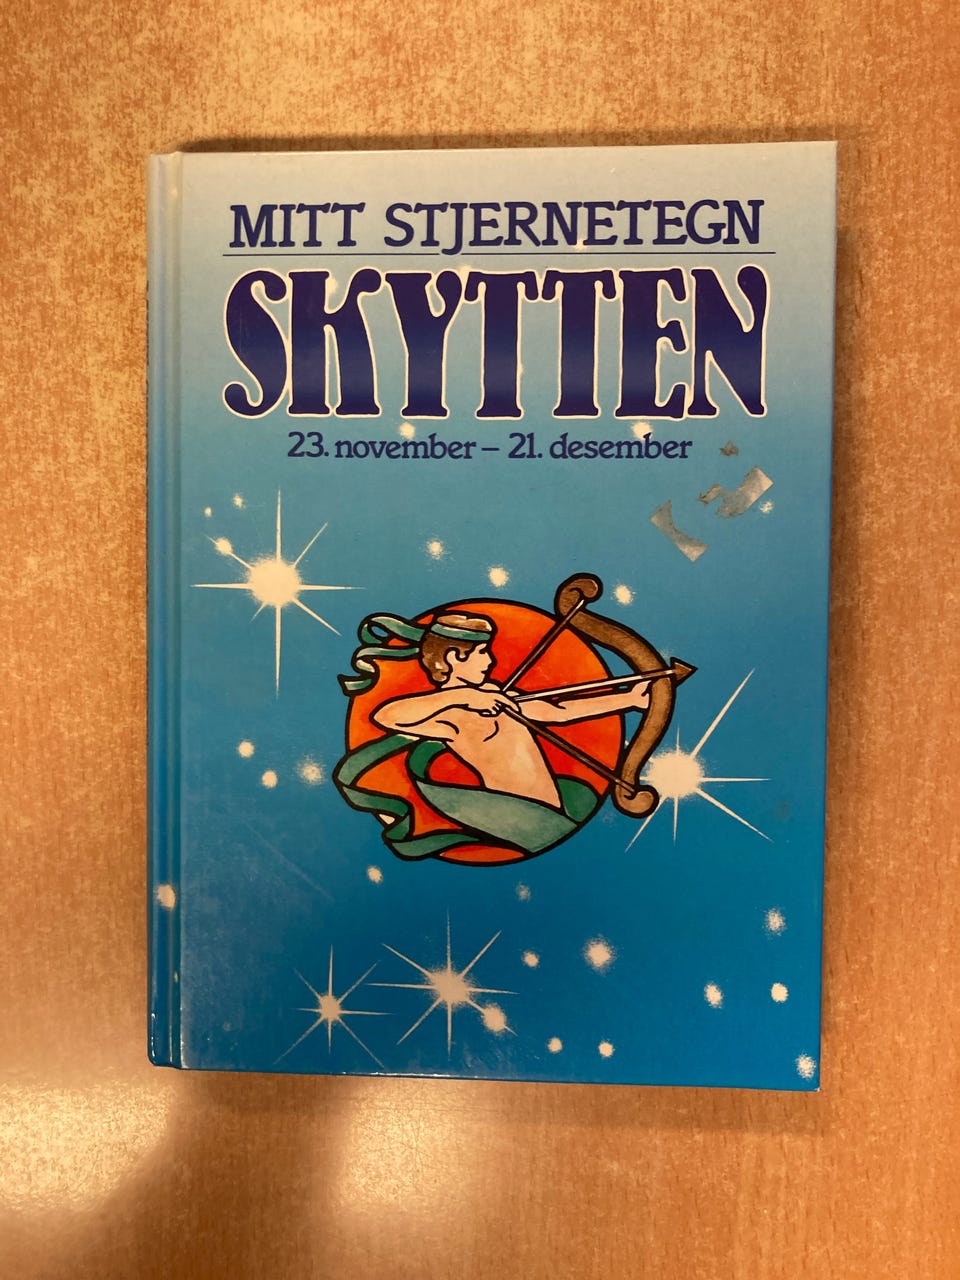 MITT STJERNETEGN
SKYTTEN
23. november – 21. desember